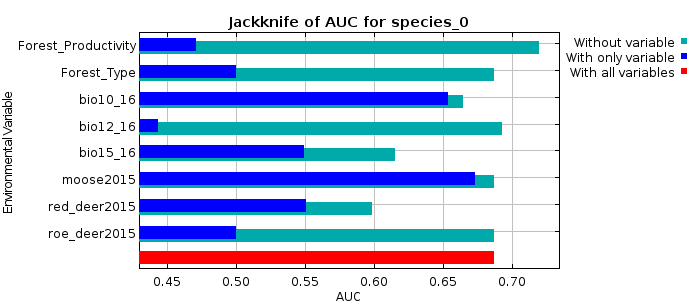 Jackknife of AUC for species_0
Environmental Variable
Forest_Productivity
Forest_Type
bio10_16
bio12_16
bio15_16
moose2015
red_deer2015
roe_deer2015
0.45 0.50 0.55 0.60 0.65 0.70
AUC
Without variable
With only variable
With all variables